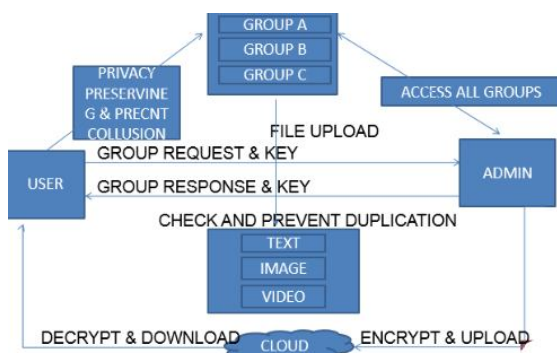 GROUP A
GROUP B
GROUP C
PRIVACY
PRESERVINE
G & PRECNT
COLLUSION
ACCESS ALL GROUPS
FILE UPLOAD
GROUP REQUEST & KEY
USER
ADMIN
GROUP RESPONSE & KEY
CHECK AND PREVENT DUPLICATION
TEXT
IMAGE
VIDEO
DECRYPT & DOWNLOAD
CLOUD
ENCRYPT & UPLOAD